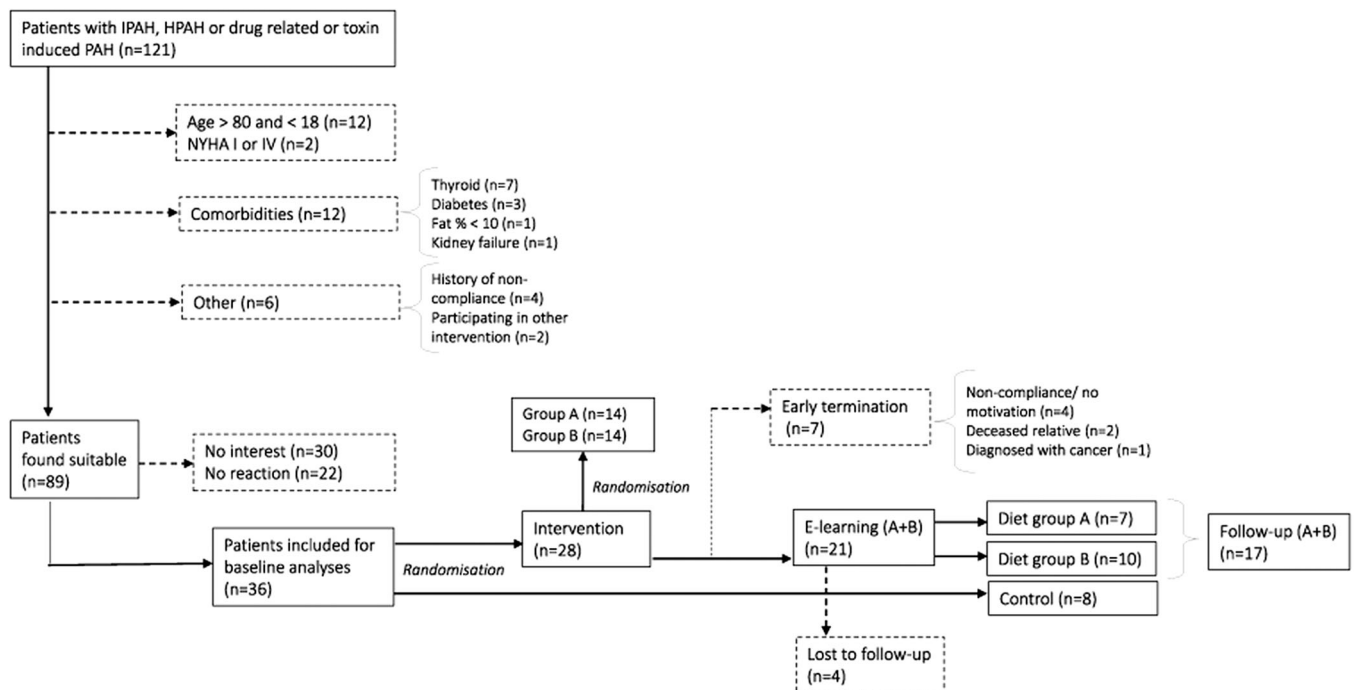 Patients with IPAH, HPAH or drug related or toxin
induced PAH (n=121)
Age > 80 and < 18 (n=12)
NYHA I or IV (n=2)
Comorbidities (n=12)
Thyroid (n=7)
Diabetes (n=3)
Fat % < 10 (n=1)
Kidney failure (n=1)
Other (n=6)
History of non-
compliance (n=4)
Participating in other
intervention (n=2)
Patients
found suitable
(n=89)
No interest (n=30)
No reaction (n=22)
Patients included for
baseline analyses
(n=36)
Randomisation
Group A (n=14)
Group B (n=14)
Randomisation
Intervention
(n=28)
Early termination
(n=7)
Non-compliance/ no
motivation (n=4)
Deceased relative (n=2)
Diagnosed with cancer (n=1)
E-learning (A+B)
(n=21)
Diet group A (n=7)
Diet group B (n=10)
Control (n=8)
Follow-up (A+B)
(n=17)
Lost to follow-up
(n=4)